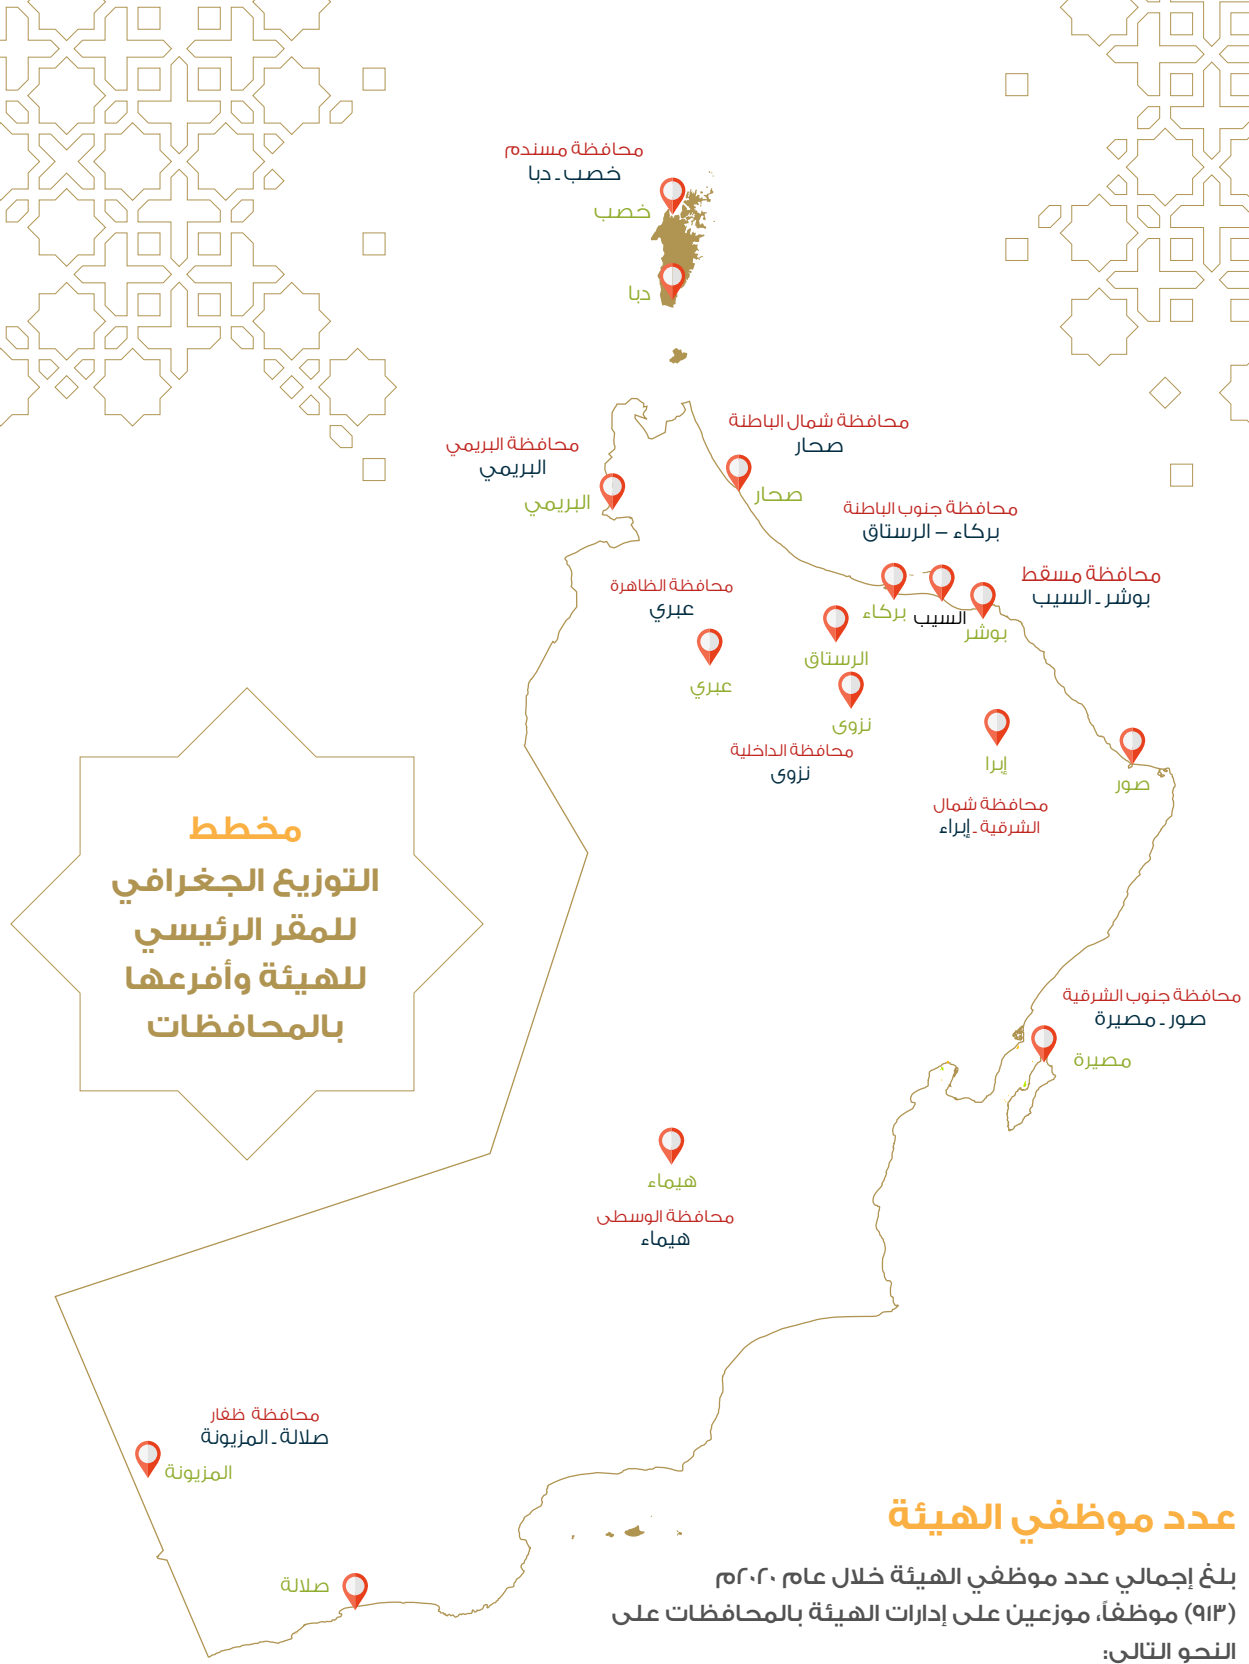 محافظة مسندم
خصب ـ دبا
خصب
دبا
محافظة شمال الباطنة
صحار
صحار
محافظة البريمي
البريمي
البريمي
محافظة جنوب الباطنة
بركاء – الرستاق
محافظة مسقط
بوشر ـ السيب
بركاء
السيب
بوشر
محافظة الظاهرة
عبري
عبري
الرستاق
نزوى
محافظة الداخلية
نزوى
إبرا
صور
محافظة شمال
الشرقية ـ إبراء
مخطط
التوزيع الجغرافي
للمقر الرئيسي
للهيئة وأفرعها
بالمحافظات
محافظة جنوب الشرقية
صور ـ مصيرة
مصيرة
هيماء
محافظة الوسطى
هيماء
محافظة ظفار
صلالة ـ المزيونة
المزيونة
صلالة
عدد موظفي الهيئة
بلغ إجمالي عدد موظفي الهيئة خلال عام ٢٠٢٠م
(٩١٣) موظفاً، موزعين على إدارات الهيئة بالمحافظات على
النحو التالي: